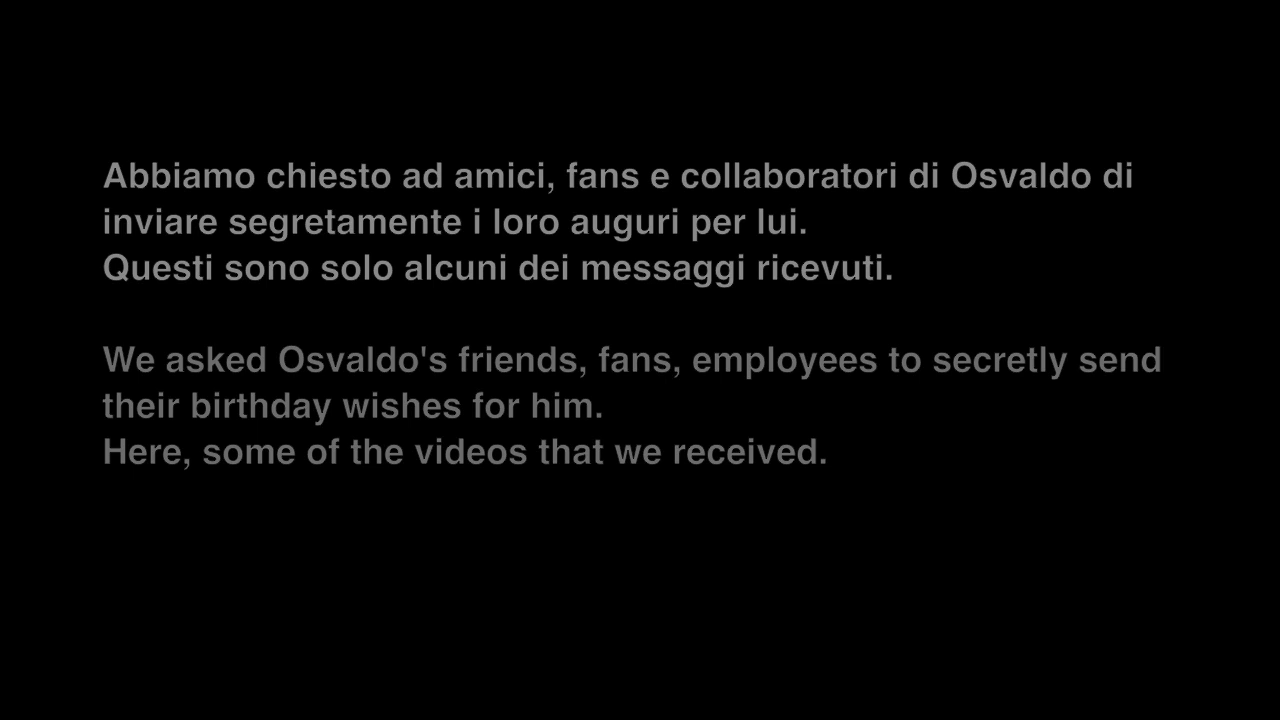 Abbiamo chiesto ad amici, fans e collaboratori di Osvaldo di
inviare segretamente i loro auguri per lui.
Questi sono solo alcuni dei messaggi ricevuti.
We asked Osvaldo's friends, fans, employees to secretly send
their birthday wishes for him.
Here, some of the videos that we received.